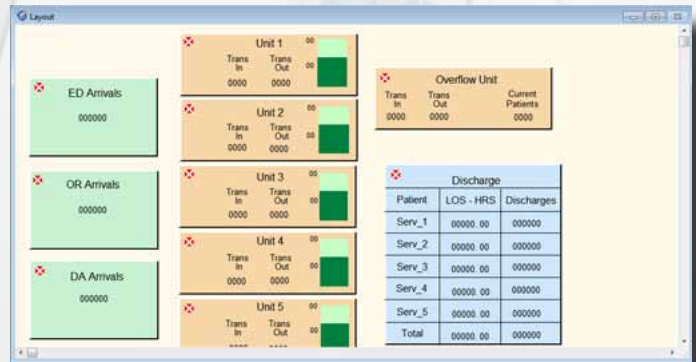 Layout
ED Arrivals
000000
OR Arrivals
000000
DA Arrivals
000000
Unit 1
00
Trans In
Trans Out
00
0000
0000
Unit 2
00
Trans In
Trans Out
00
0000
0000
Unit 3
00
Trans In
Trans Out
00
0000
0000
Unit 4
00
Trans In
Trans Out
00
0000
0000
Unit 5
00
Trans In
Trans Out
00
Overflow Unit
Trans In
Trans Out
Current Patients
0000
0000
0000
Discharge
Patient LOS - HRS Discharges
Serv_1 00000. 00 000000
Serv_2 00000. 00 000000
Serv_3 00000. 00 000000
Serv_4 00000. 00 000000
Serv_5 00000. 00 000000
Total 00000. 00 000000